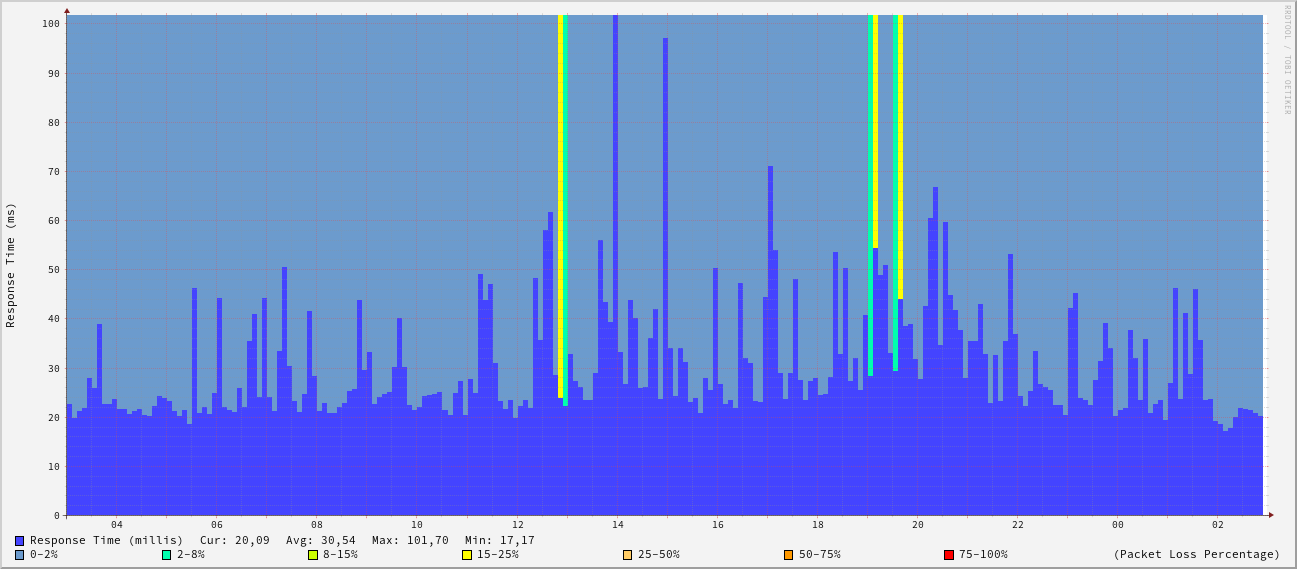 RRDTOOL / TOBI OETIKER
Response Time (ms)
100
90
80
70
60
50
40
30
20
10
0
04 06 08 10 12 14 16 18 20 22 00 02
Response Time (millis) Cur: 20,09 Avg: 30,54 Max: 101,70 Min: 17,17
0-2% 2-8% 8-15% 15-25% 25-50% 50-75% 75-100% (Packet Loss Percentage)